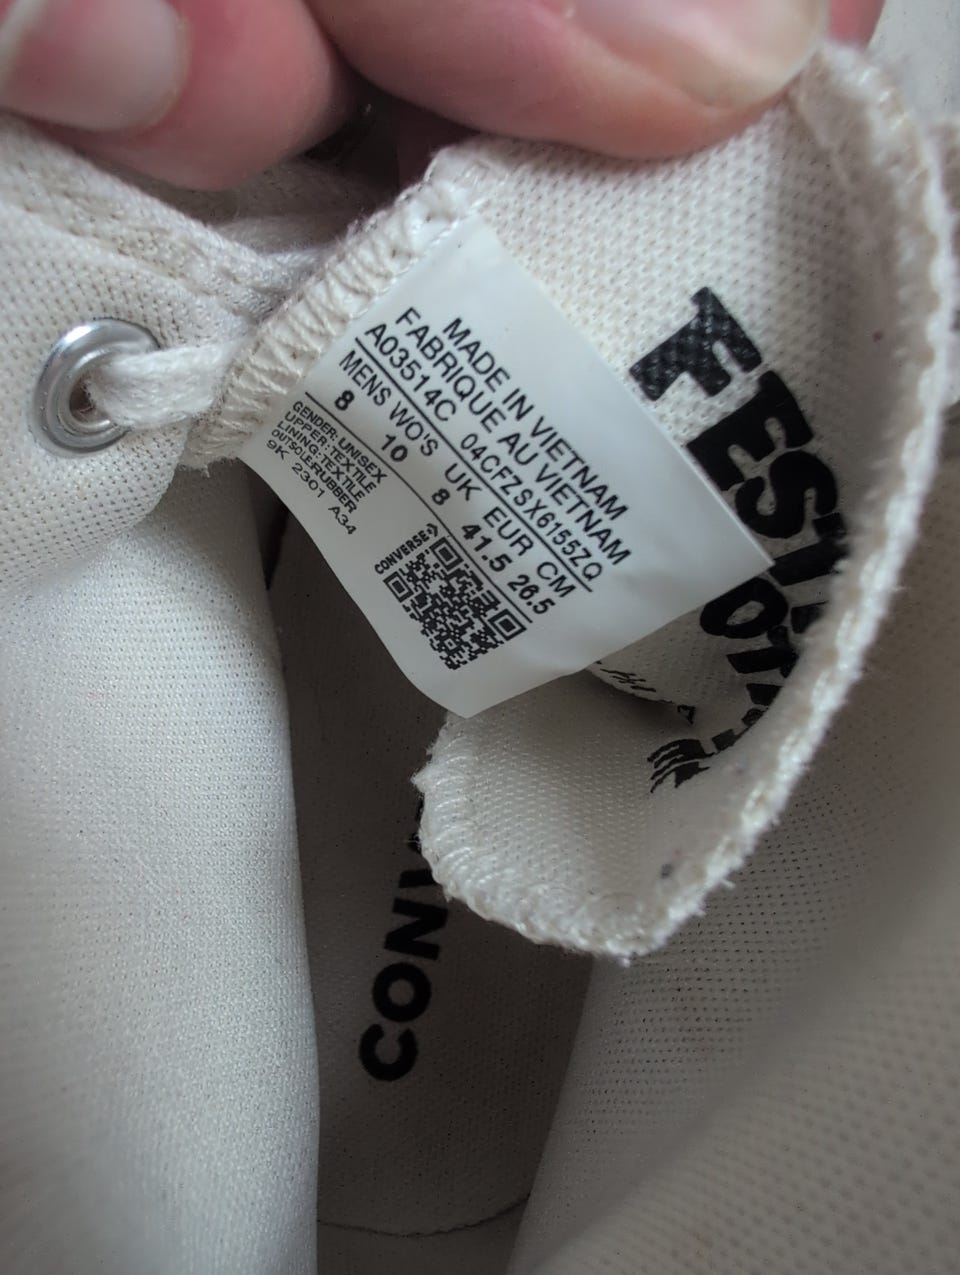 MADE IN VIETNAM
FABRIQUE AU VIETNAM
A03514C 04CFZSX6155ZQ
MENS WO'S UK EUR CM
8 10 8 41.5 26.5
GENDER: UNISEX
UPPER:TEXTILE
LINING:TEXTILE
OUTSOLE:RUBBER
9K 2301 A34
CONVERSE